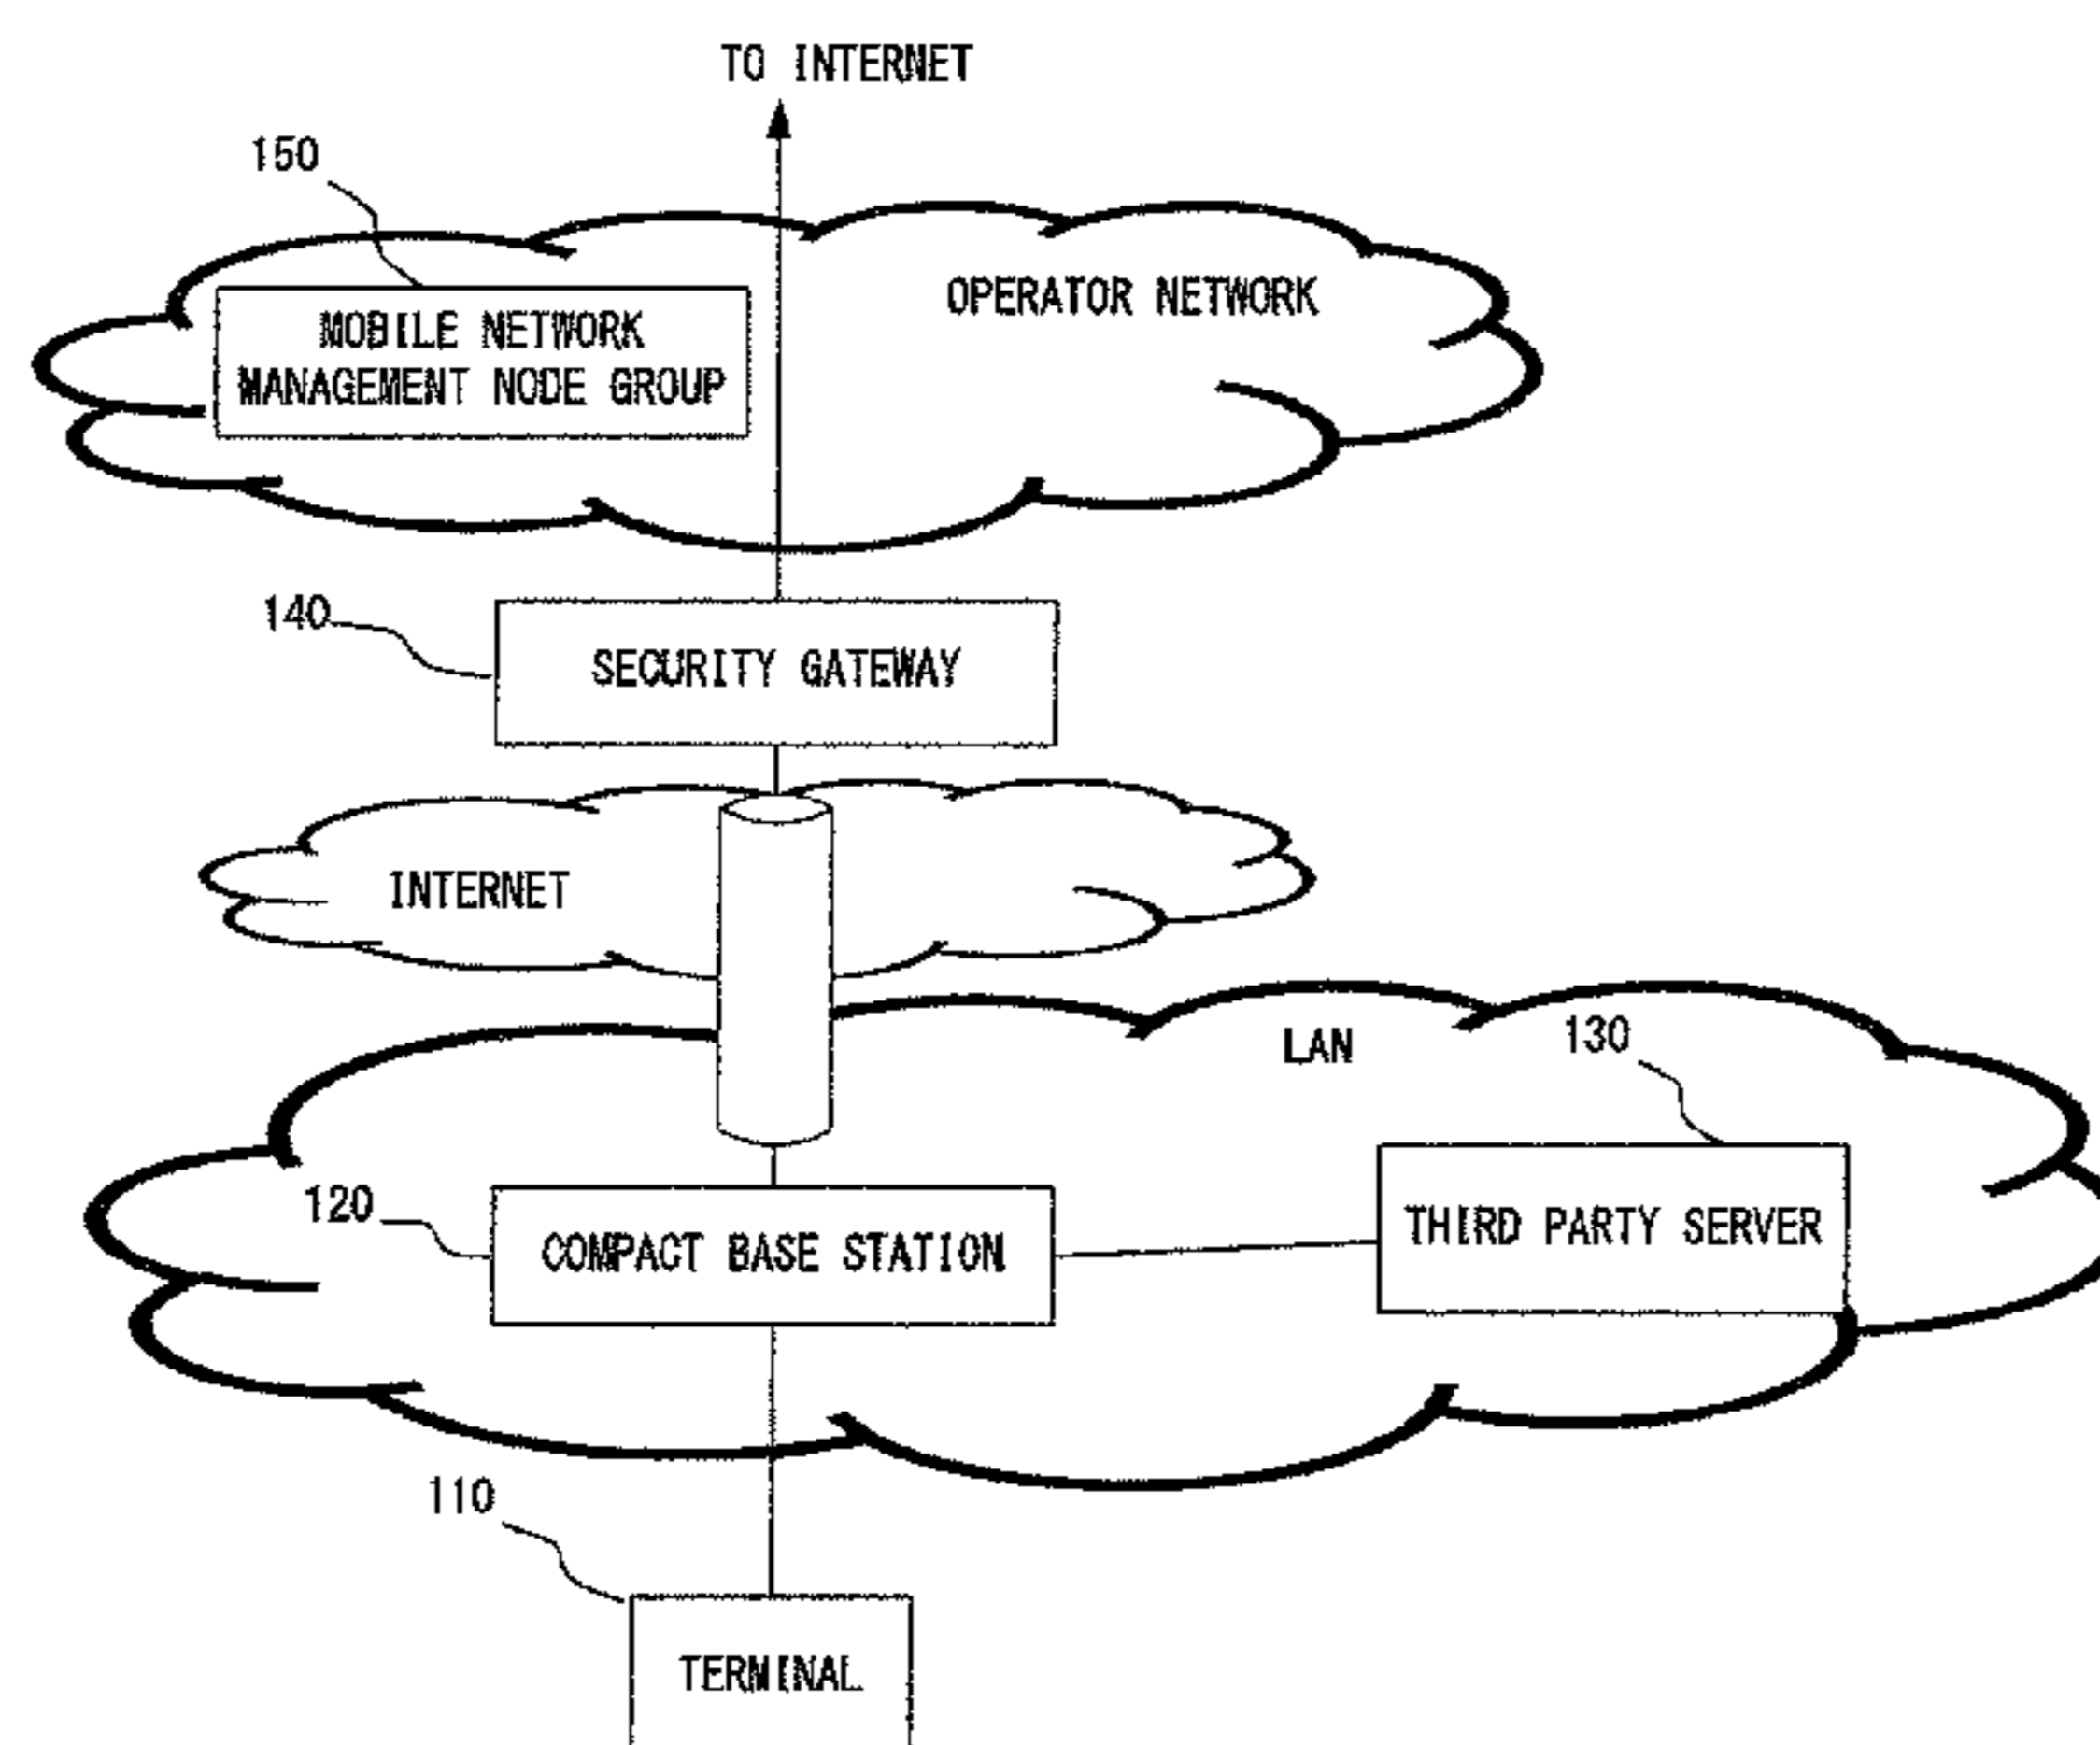 TO INTERNET
150
OPERATOR NETWORK
MOBILE NETWORK
MANAGEMENT NODE GROUP
140
SECURITY GATEWAY
INTERNET
LAN
130
120
COMPACT BASE STATION
THIRD PARTY SERVER
110
TERMINAL